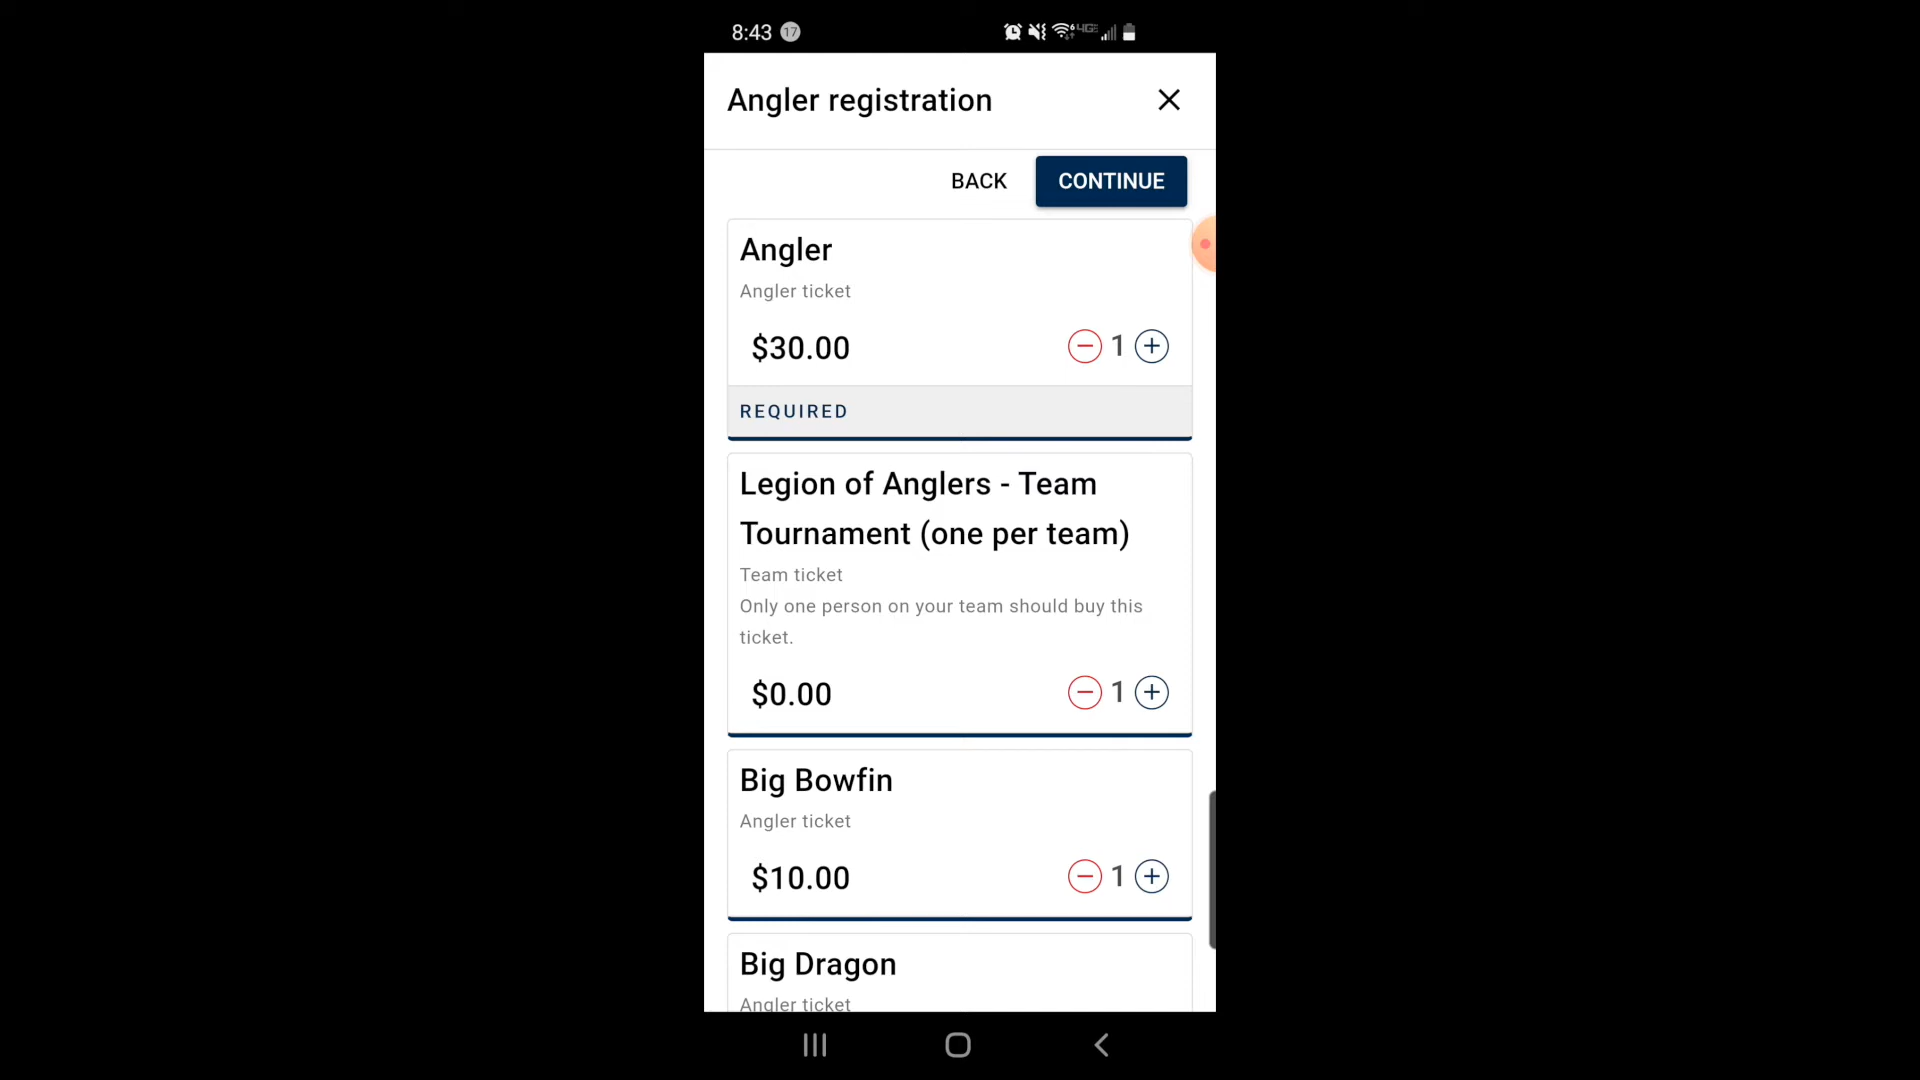 8:43 17
Angler registration
BACK CONTINUE
Angler
Angler ticket
$30.00 1
REQUIRED
Legion of Anglers - Team
Tournament (one per team)
Team ticket
Only one person on your team should buy this
ticket.
$0.00 1
Big Bowfin
Angler ticket
$10.00 1
Big Dragon
Angler ticket